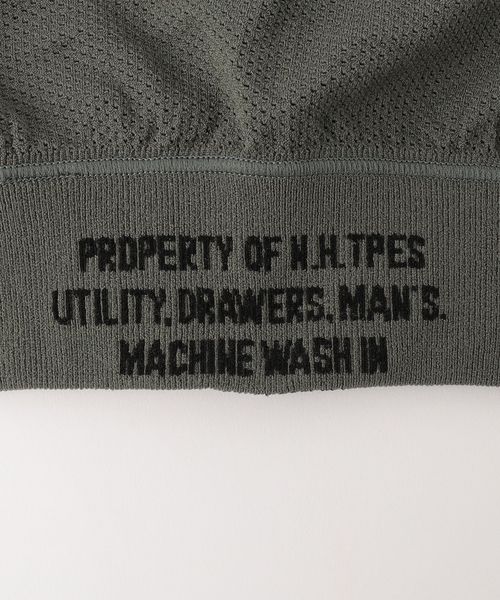 PROPERTY OF N.H.TPES
UTILITY, DRAWERS. MAN'S.
MACHINE WASH IN